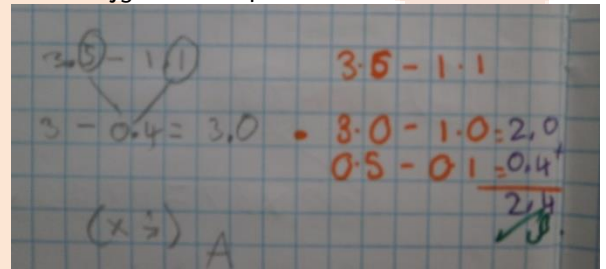 3.5 - 1.1
3 - 0.4 = 3.0
(x ÷) A
3.5 - 1.1
3.0 - 1.0 = 2.0
0.5 - 0.1 = 0.4 +
2.4